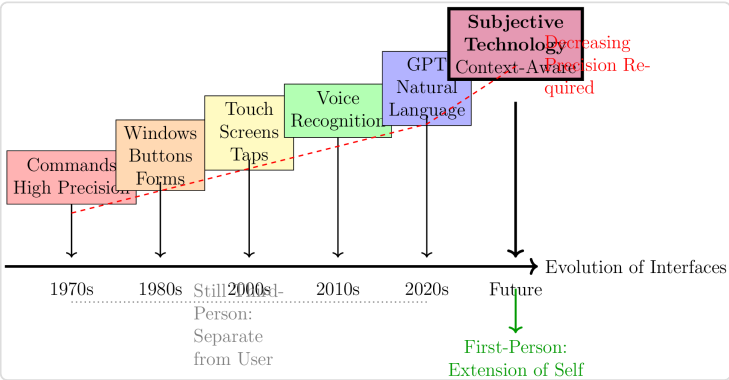 Subjective
Technology
Context-Aware
Decreasing
Precision Re-
quired
GPT
Natural
Language
Voice
Recognition
Touch
Screens
Taps
Windows
Buttons
Forms
Commands
High Precision
Evolution of Interfaces
1970s
1980s
2000s
2010s
2020s
Future
Still Third-
Person:
Separate
from User
First-Person:
Extension of Self